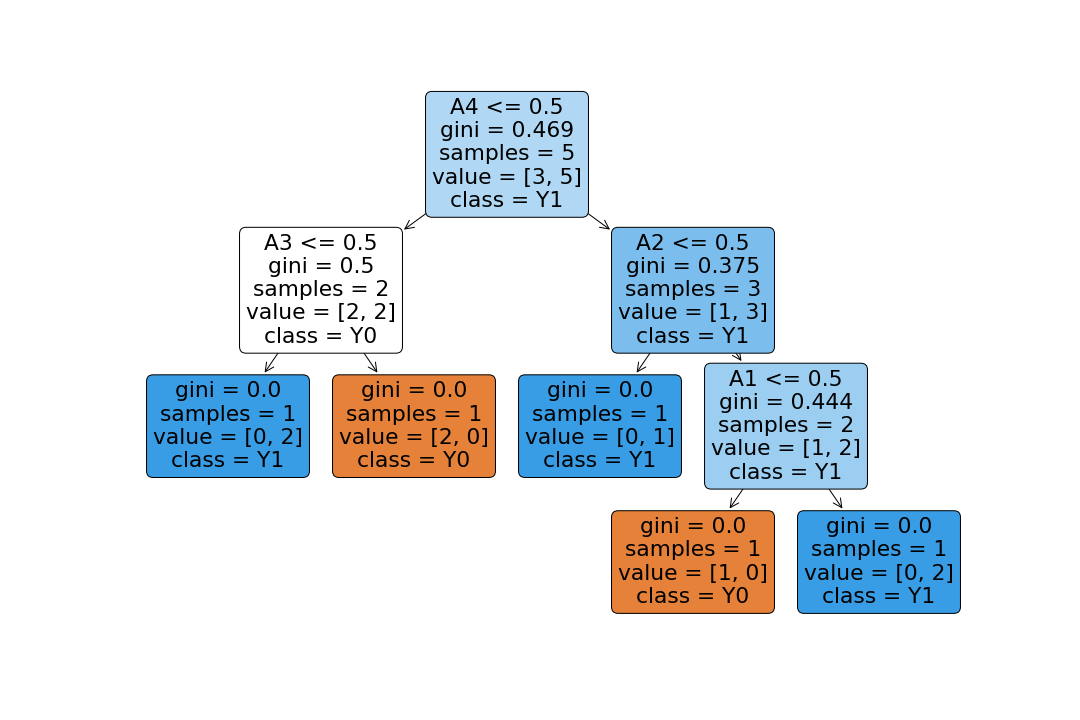 A4 <= 0.5
gini = 0.469
samples = 5
value = [3, 5]
class = Y1
A3 <= 0.5
gini = 0.5
samples = 2
value = [2, 2]
class = Y0
A2 <= 0.5
gini = 0.375
samples = 3
value = [1, 3]
class = Y1
gini = 0.0
samples = 1
value = [0, 2]
class = Y1
gini = 0.0
samples = 1
value = [2, 0]
class = Y0
gini = 0.0
samples = 1
value = [0, 1]
class = Y1
A1 <= 0.5
gini = 0.444
samples = 2
value = [1, 2]
class = Y1
gini = 0.0
samples = 1
value = [1, 0]
class = Y0
gini = 0.0
samples = 1
value = [0, 2]
class = Y1